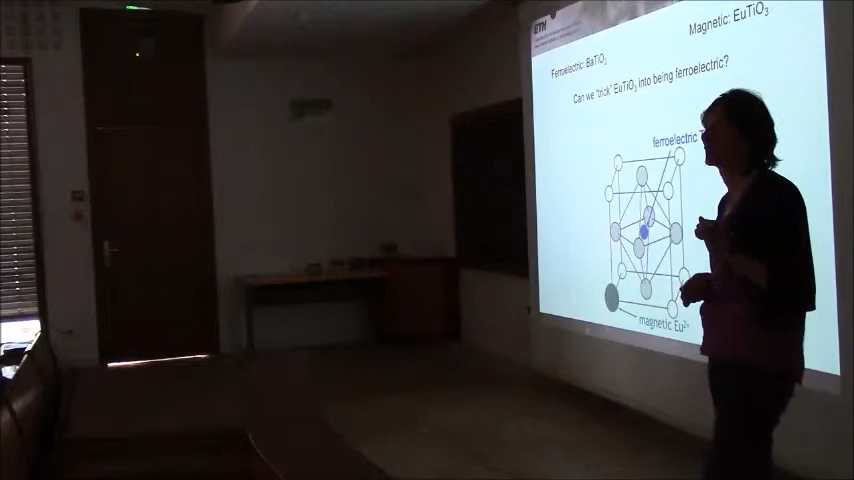 ETH
Magnetic: EuTiO3
Ferroelectric: BaTiO3
Can we "trick" EuTiO3 into being ferroelectric?
ferroelectric
magnetic Eu2+